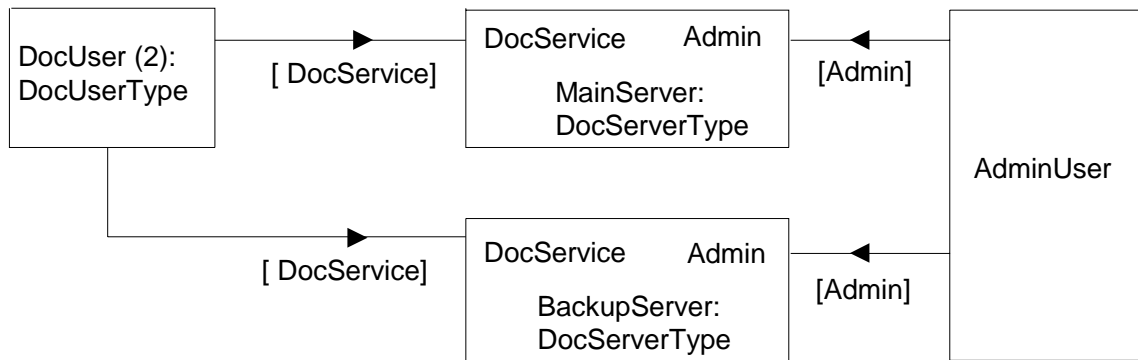 DocUser (2):
DocUserType
[ DocService]
DocService Admin
MainServer:
DocServerType
[Admin]
AdminUser
[ DocService]
DocService Admin
BackupServer:
DocServerType
[Admin]